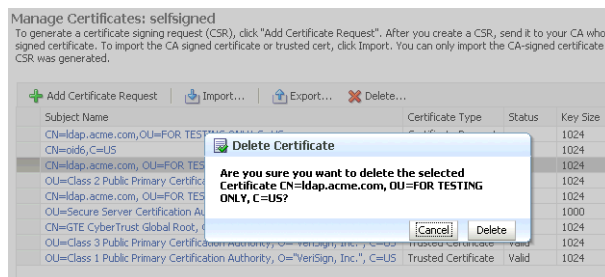 Manage Certificates: selfsigned
To generate a certificate signing request (CSR), click "Add Certificate Request". After you create a CSR, send it to your CA who
signed certificate. To import the CA signed certificate or trusted cert, click Import. You can only import the CA-signed certificate
CSR was generated.
Add Certificate Request Import... Export... Delete...
Subject Name Certificate Type Status Key Size
CN=ldap.acme.com,OU=FOR TESTING ONLY, C=US Certificate Request 1024
CN=oid6,C=US 1024
CN=ldap.acme.com, OU=FOR TES 1024
OU=Class 2 Public Primary Certifica 1024
CN=ldap.acme.com, OU=FOR TES 1024
OU=Secure Server Certification Au 1000
CN=GTE CyberTrust Global Root, 1024
OU=Class 3 Public Primary Certification Authority, O="VeriSign, Inc.", C=US Trusted Certificate Valid 1024
OU=Class 1 Public Primary Certification Authority, O="VeriSign, Inc.", C=US Trusted Certificate Valid 1024
Delete Certificate
Are you sure you want to delete the selected
Certificate CN=ldap.acme.com, OU=FOR TESTING
ONLY, C=US?
Cancel Delete